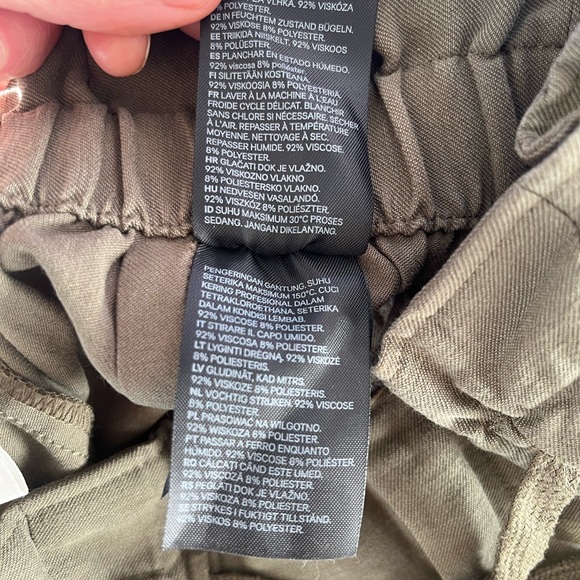 92% VISKÓZA
8% POLYESTER.
DE IN FEUCHTEM ZUSTAND BÜGELN.
92% VISKOSE 8% POLYESTER.
EE TRIIKIDA NIISKELT. 92% VISKOOS
8% POLÜESTER.
ES PLANCHAR EN ESTADO HÚMEDO.
92% viscosa 8% poliéster.
FI SILITETÄÄN KOSTEANA.
92% VISKOOSIA 8% POLYESTERIÄ.
FR LAVER À LA MACHINE À L'EAU
FROIDE CYCLE DÉLICAT. BLANCHIR
SANS CHLORE SI NÉCESSAIRE. SÉCHER
À L'AIR. REPASSER À TEMPÉRATURE
MOYENNE. NETTOYAGE À SEC.
REPASSER HUMIDE. 92% VISCOSE.
8% POLYESTER.
HR GLAČATI DOK JE VLAŽNO.
92% VISKOZNO VLAKNO
8% POLIESTERSKO VLAKNO.
HU NEDVESEN VASALANDÓ.
92% VISZKÓZ 8% POLIÉSZTER.
ID SUHU MAKSIMUM 30°C PROSES
SEDANG. JANGAN DIKELANTANG.
PENGERINGAN GANTUNG. SUHU
SETERIKA MAKSIMUM 150°C. CUCI
KERING PROFESIONAL DALAM
TETRAKLORDETHANA. SETERIKA
DALAM KONDISI LEMBAP.
92% VISCOSE 8% POLIESTER.
IT STIRARE IL CAPO UMIDO.
92% VISCOSA 8% POLIESTERE.
LT LYGINTI DRĖGNĄ. 92% VISKOZĖ
8% POLIESTERIS.
LV GLUDINĀT, KAD MITRS.
92% VISKOZE 8% POLIESTERS.
NL VOCHTIG STRIJKEN. 92% VISCOSE
8% POLYESTER.
PL PRASOWAĆ NA WILGOTNO.
92% WISKOZA 8% POLIESTER.
PT PASSAR A FERRO ENQUANTO
HÚMIDO. 92% VISCOSE 8% POLIÉSTER.
RO CĂLCAȚI CÂND ESTE UMED.
92% VISCOZĂ 8% POLIESTER.
RS PEGLATI DOK JE VLAŽNO.
92% VISKOZA 8% POLIESTER.
SE STRYKES I FUKTIGT TILLSTÅND.
92% VISKOS 8% POLYESTER.